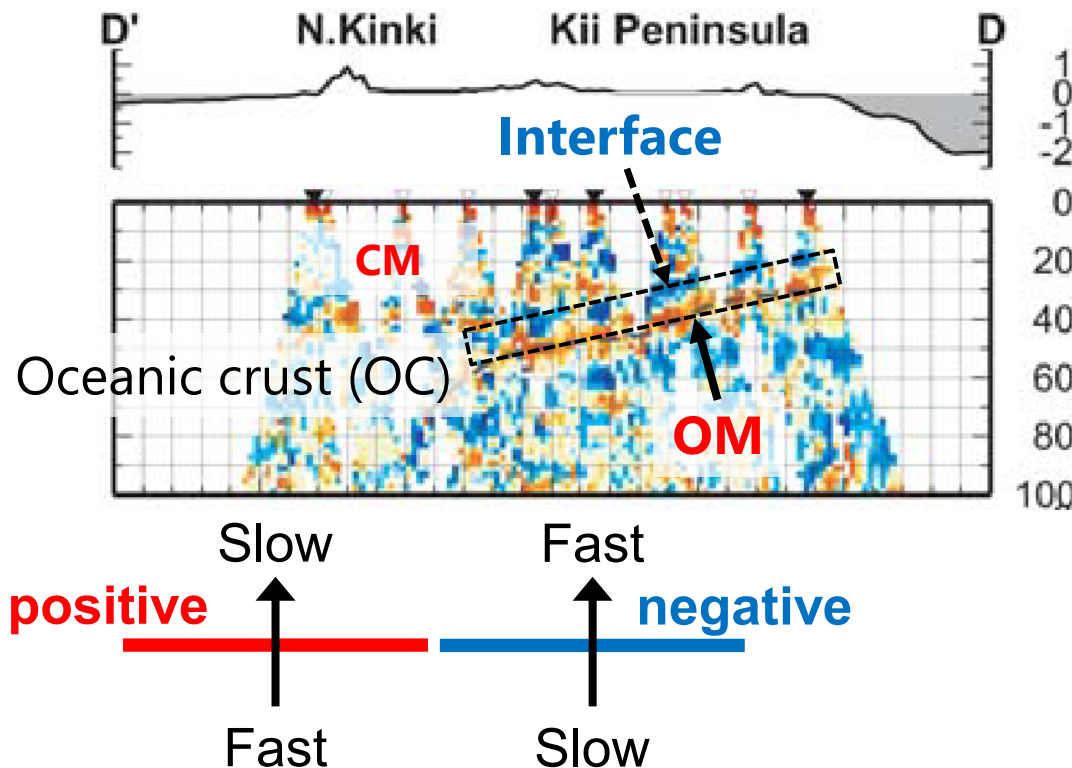 D' N.Kinki Kii Peninsula D
1
0
-1
-2
Interface
0
CM
20
40
Oceanic crust (OC)
60
OM
80
100
Slow Fast
positive negative
Fast Slow